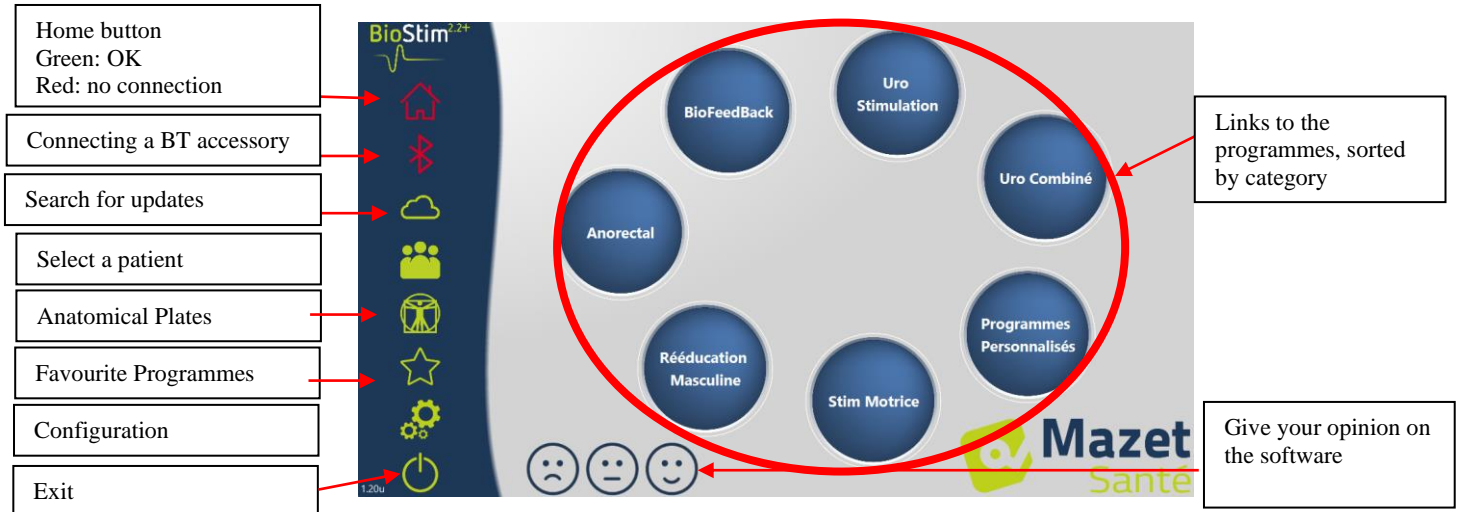 Home button
Green: OK
Red: no connection
Connecting a BT accessory
Search for updates
Select a patient
Anatomical Plates
Favourite Programmes
Configuration
Exit
BioStim2.2+
1.20u
BioFeedBack
Uro
Stimulation
Uro Combiné
Anorectal
Programmes
Personnalisés
Rééducation
Masculine
Stim Motrice
Mazet
Santé
Links to the
programmes, sorted
by category
Give your opinion on
the software